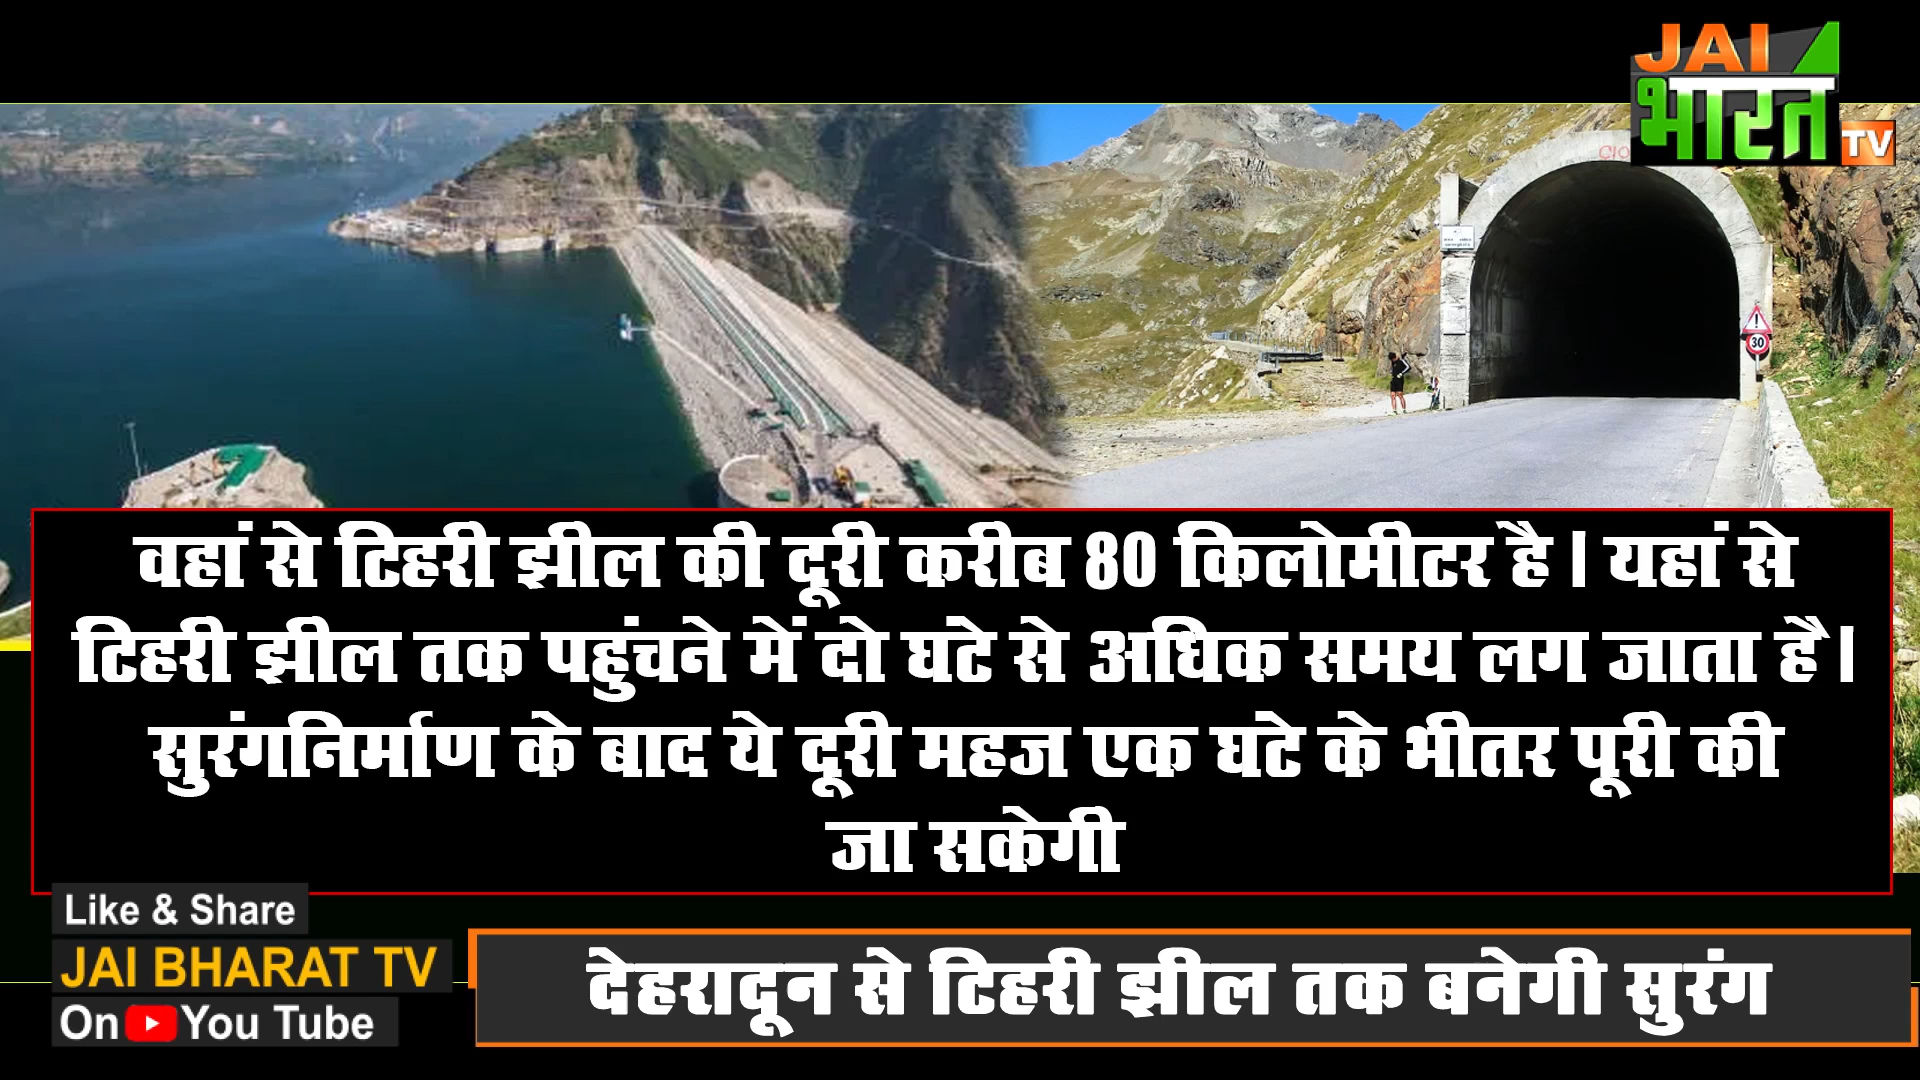 JAI
भारत
TV
30
वहां से टिहरी झील की दूरी करीब 80 किलोमीटर है। यहां से
टिहरी झील तक पहुंचने में दो घंटे से अधिक समय लग जाता है।
सुरंगनिर्माण के बाद ये दूरी महज एक घंटे के भीतर पूरी की
जा सकेगी
Like & Share
JAI BHARAT TV
On You Tube
देहरादून से टिहरी झील तक बनेगी सुरंग